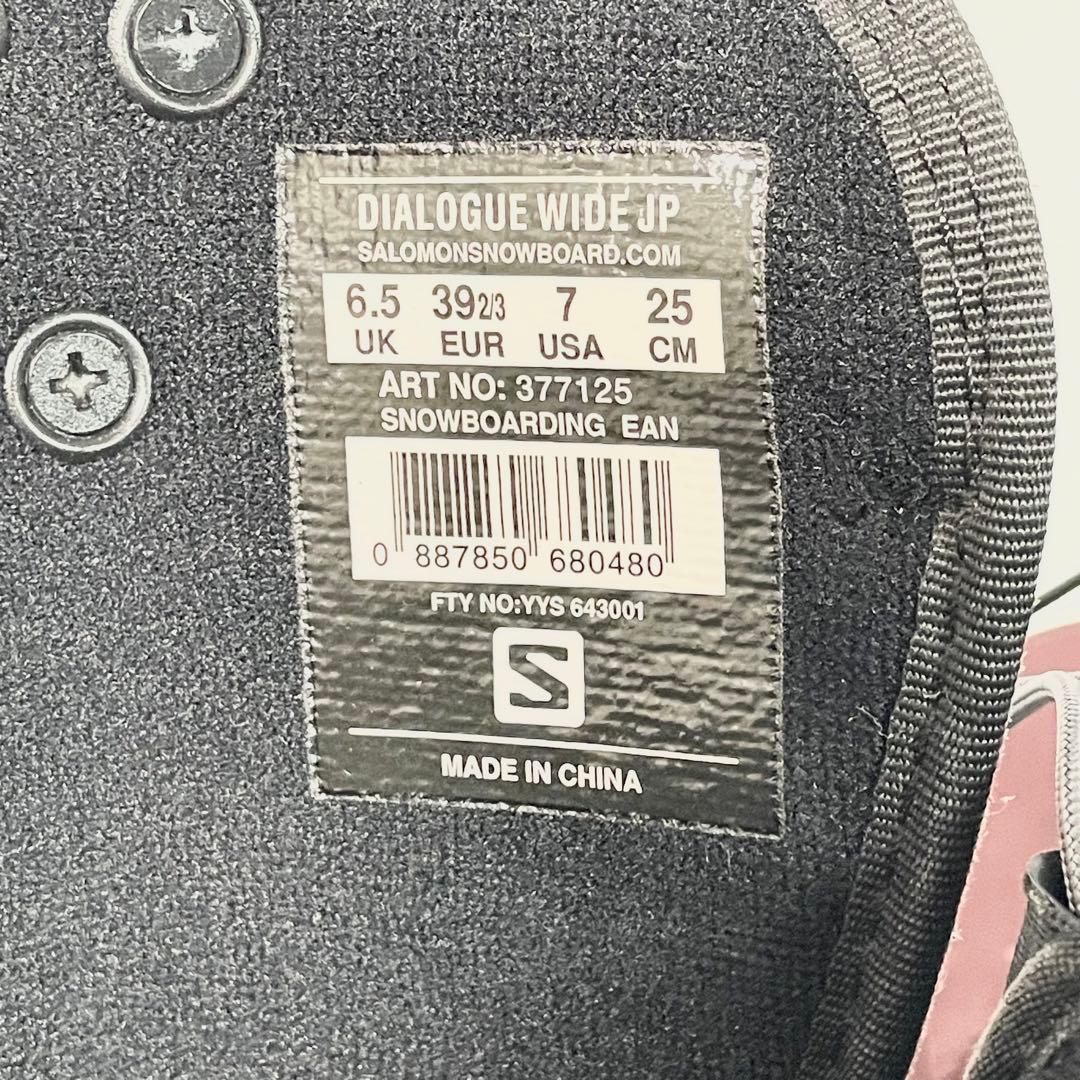 DIALOGUE WIDE JP
SALOMONSNOWBOARD.COM
6.5 39 2/3 7 25
UK EUR USA CM
ART NO: 377125
SNOWBOARDING EAN
0 887850 680480
FTY NO:YYS 643001
S
MADE IN CHINA